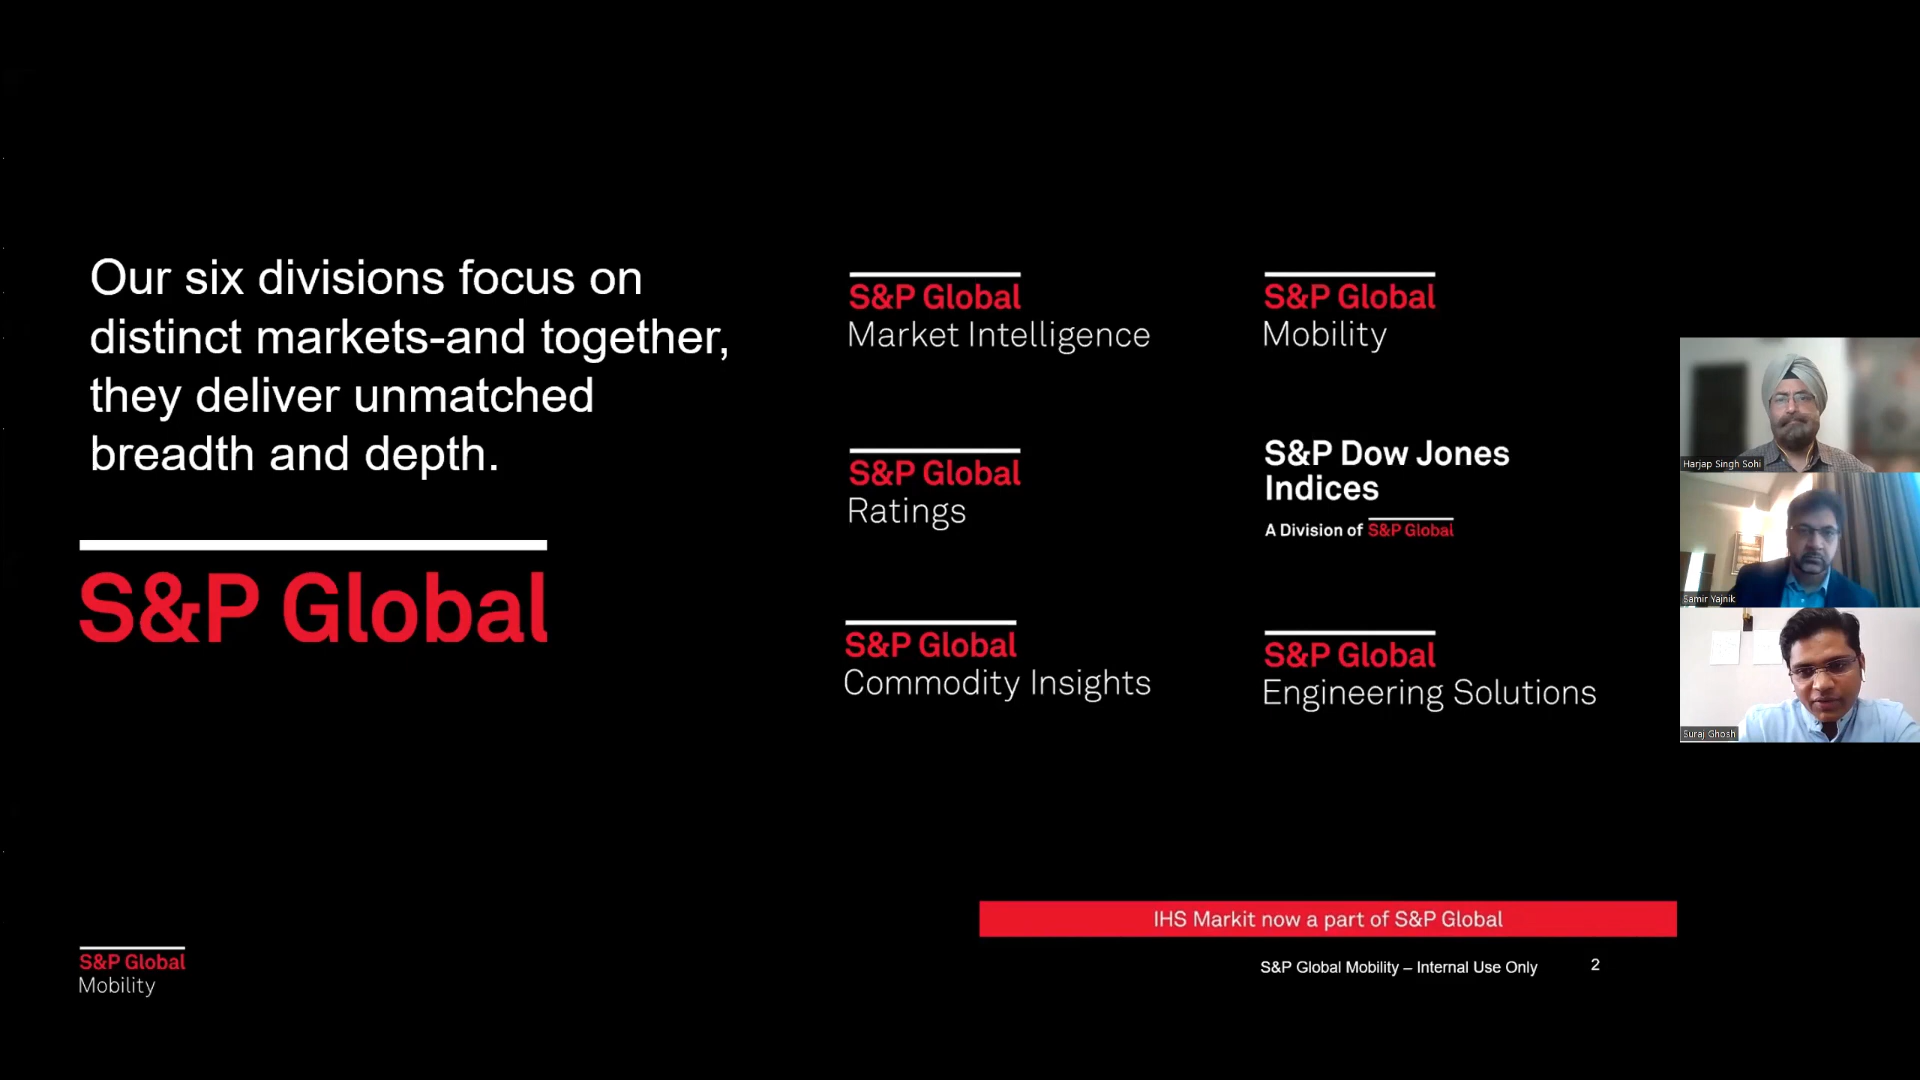 Our six divisions focus on
distinct markets-and together,
they deliver unmatched
breadth and depth.
S&P Global
S&P Global
Market Intelligence
S&P Global
Mobility
S&P Global
Ratings
S&P Dow Jones
Indices
A Division of S&P Global
S&P Global
Commodity Insights
S&P Global
Engineering Solutions
Harjap Singh Sohi
Samir Yajnik
Suraj Ghosh
IHS Markit now a part of S&P Global
S&P Global
Mobility
S&P Global Mobility – Internal Use Only
2